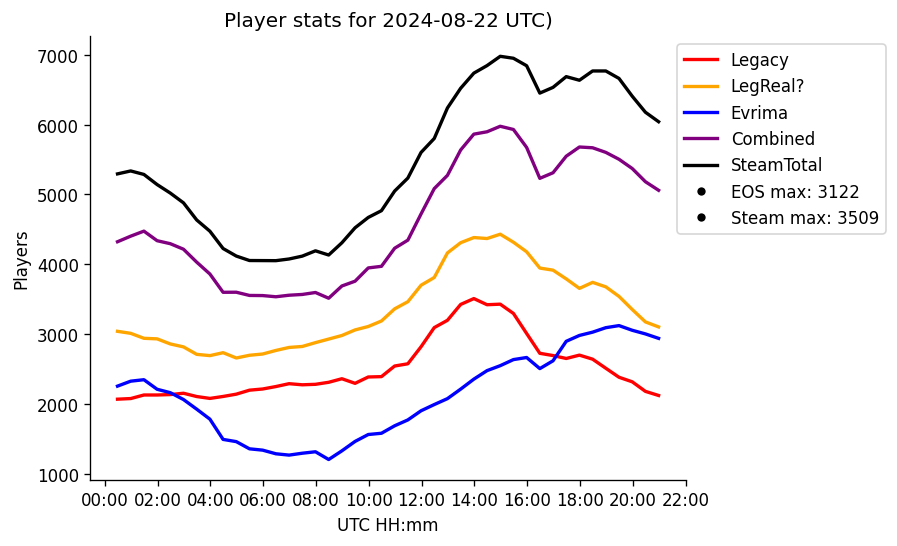 Player stats for 2024-08-22 UTC)
7000
6000
5000
4000
3000
2000
1000
Players
00:00 02:00 04:00 06:00 08:00 10:00 12:00 14:00 16:00 18:00 20:00 22:00
UTC HH:mm
Legacy
LegReal?
Evrima
Combined
SteamTotal
EOS max: 3122
Steam max: 3509